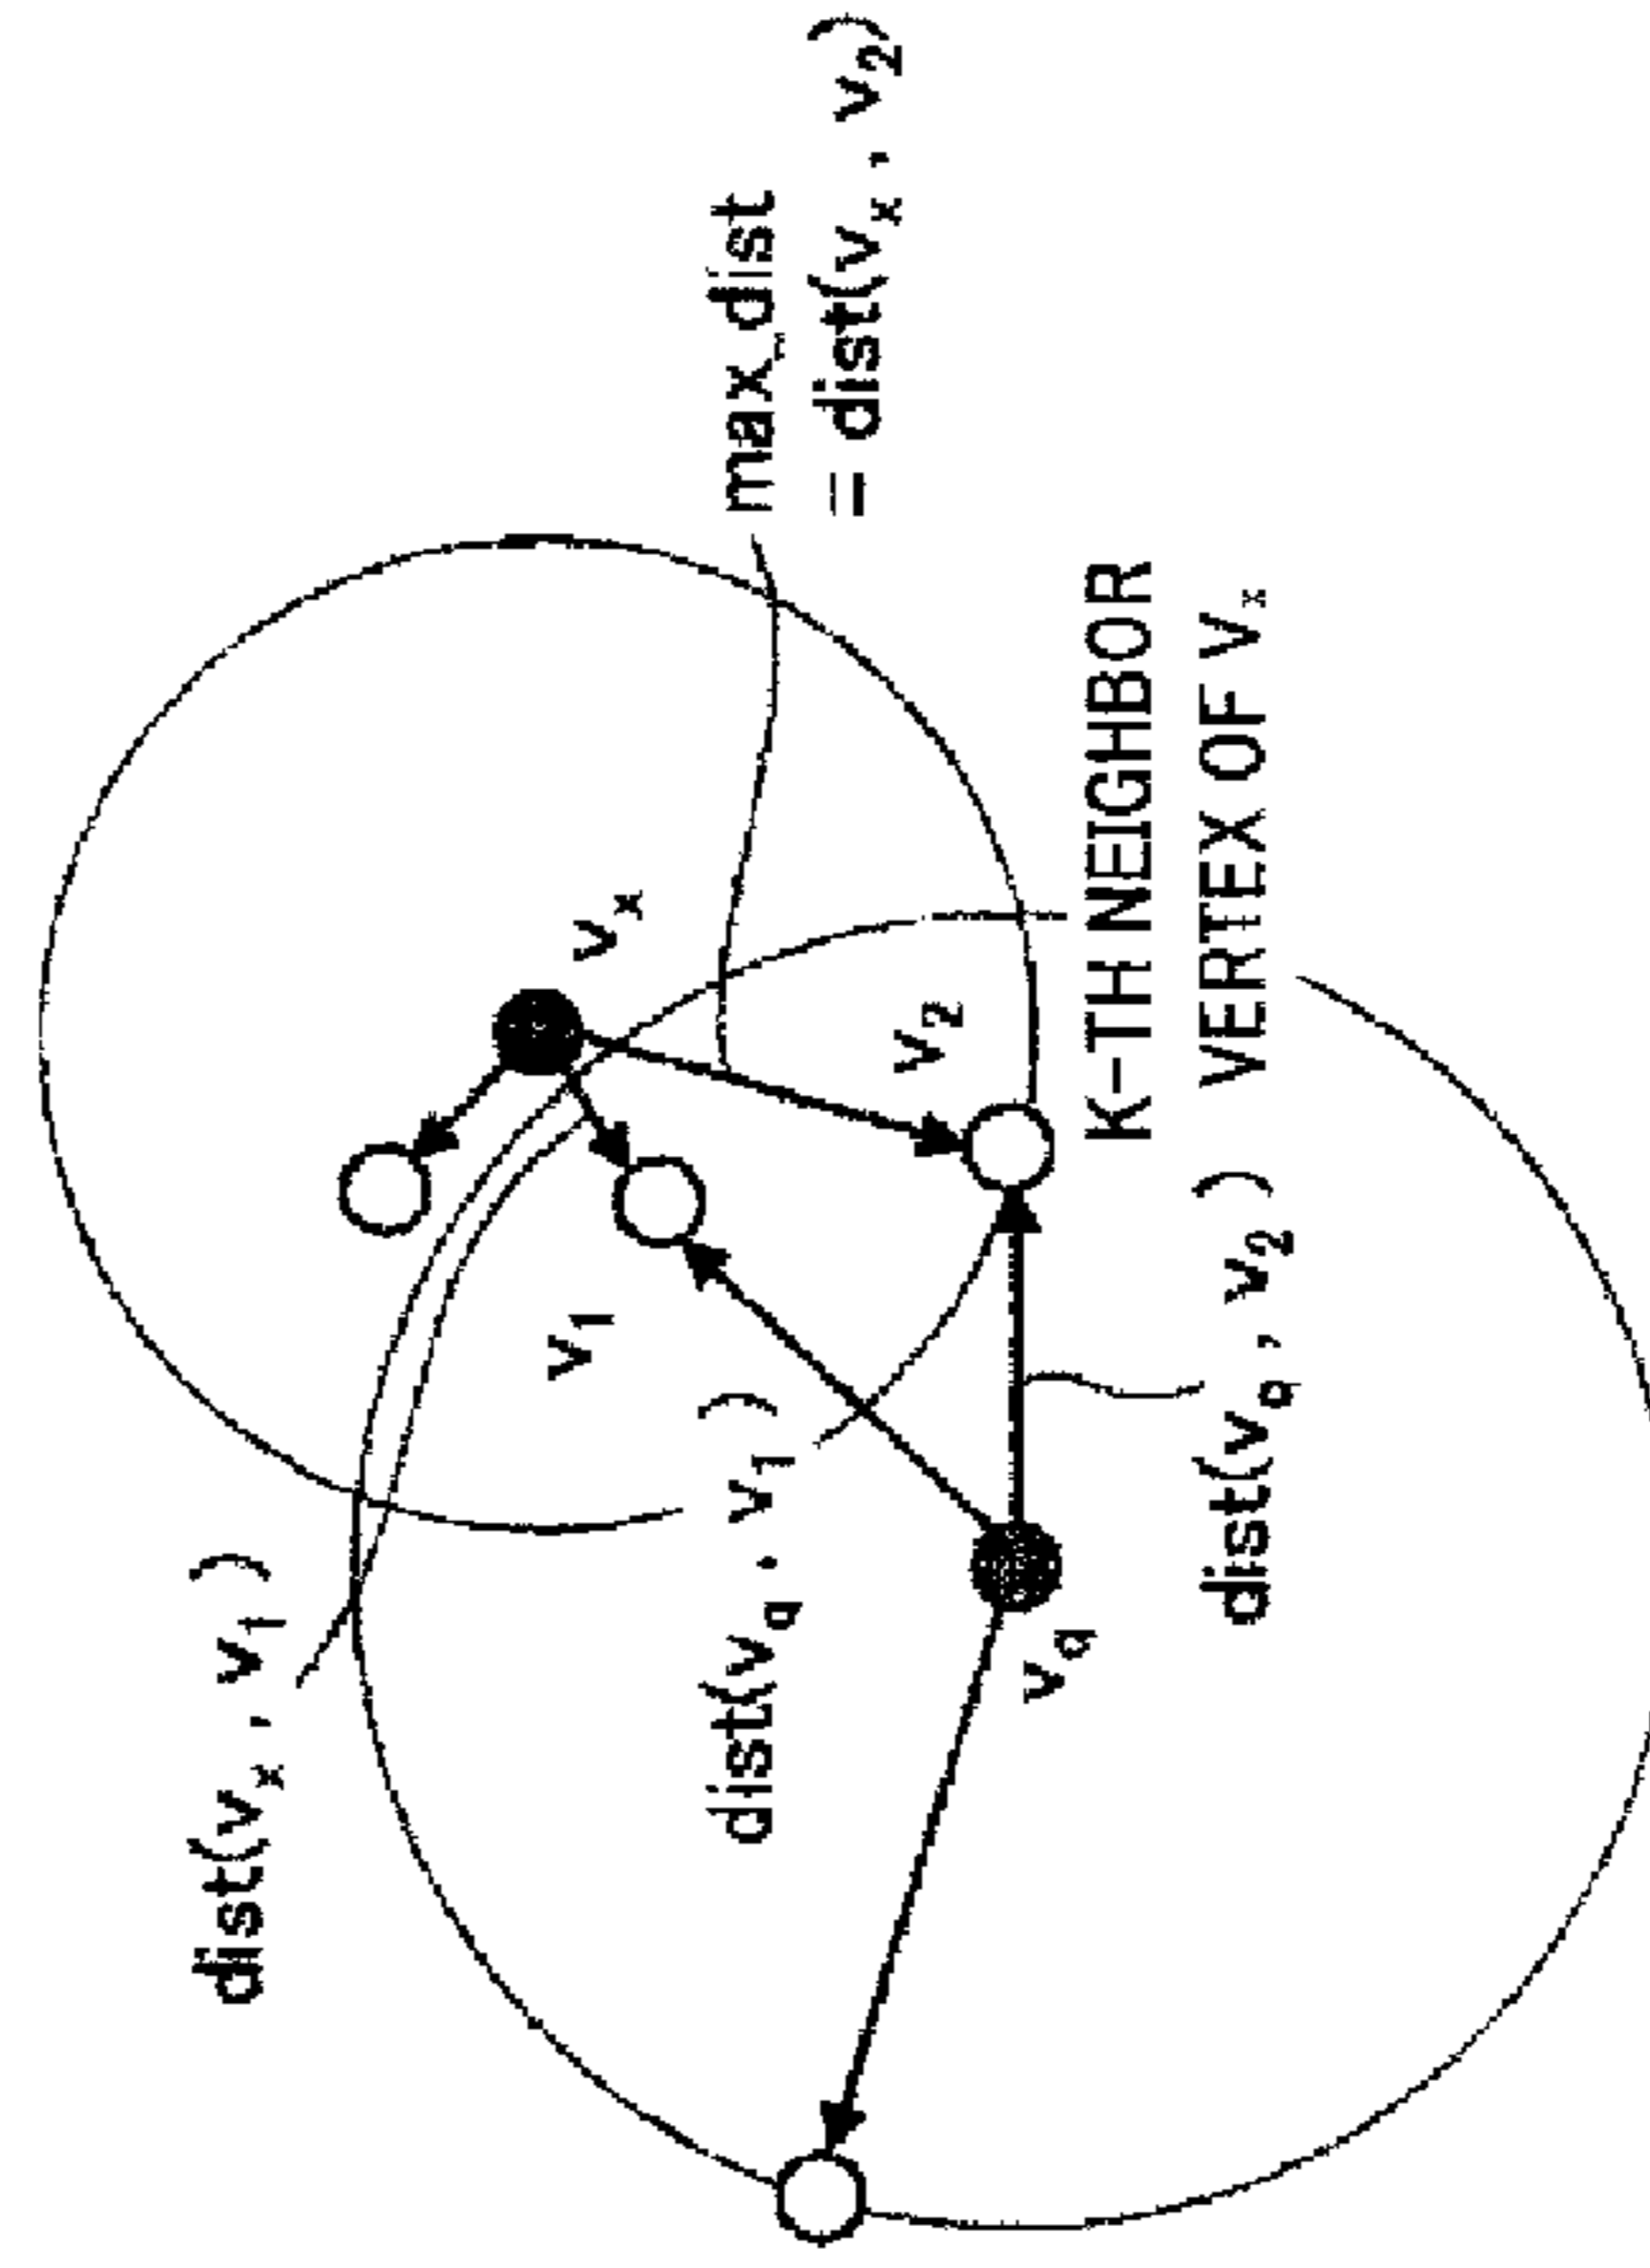 dist(vx , v1 )
v1
vx
max_dist
= dist(vx , v2)
dist(vq , v1 )
v2
vq
K-TH NEIGHBOR
VERTEX OF Vx
dist(vq , v2 )